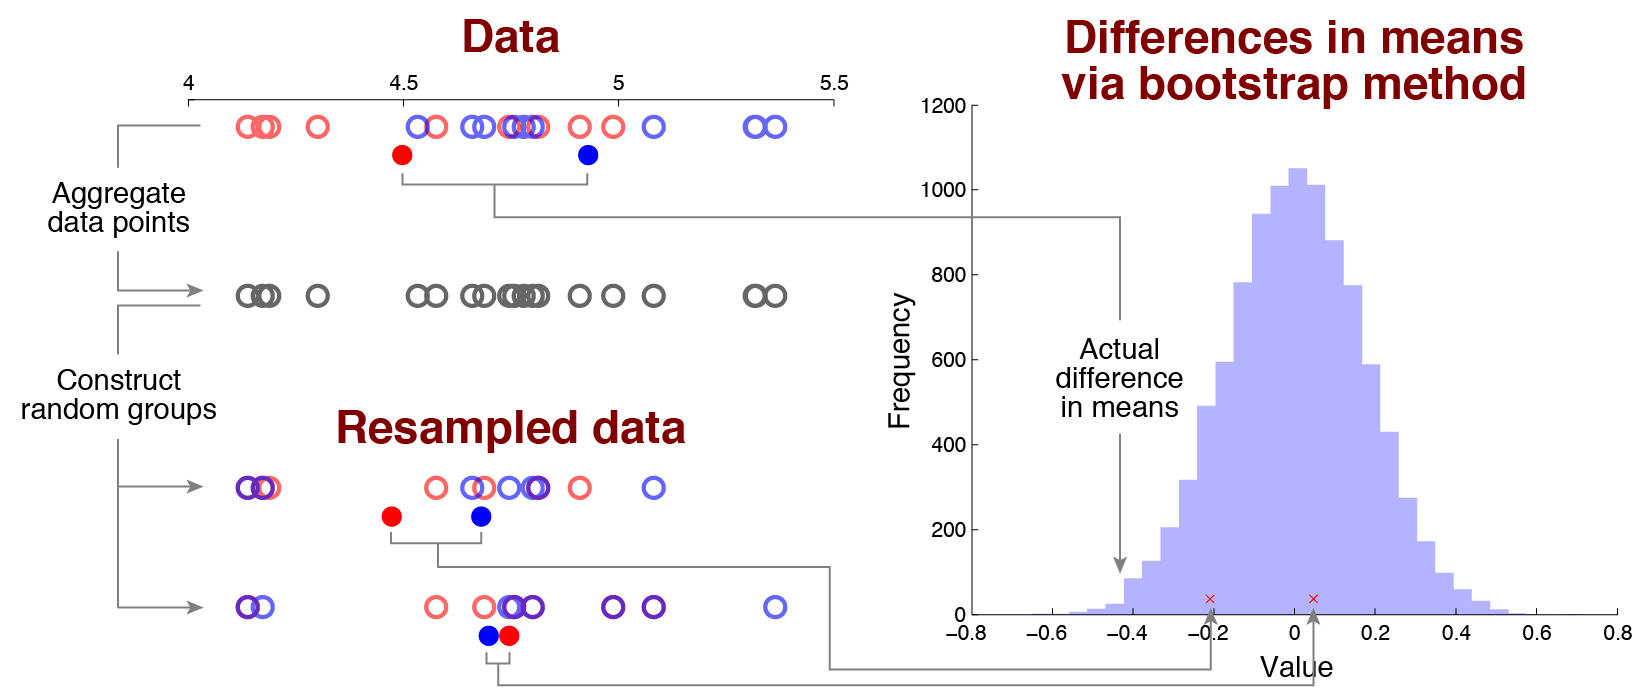 Data
4 4.5 5 5.5
Aggregate
data points
Construct
random groups
Resampled data
Differences in means
via bootstrap method
1200
1000
800
600
400
200
0
Frequency
Actual
difference
in means
−0.8 −0.6 −0.4 −0.2 0 0.2 0.4 0.6 0.8
Value